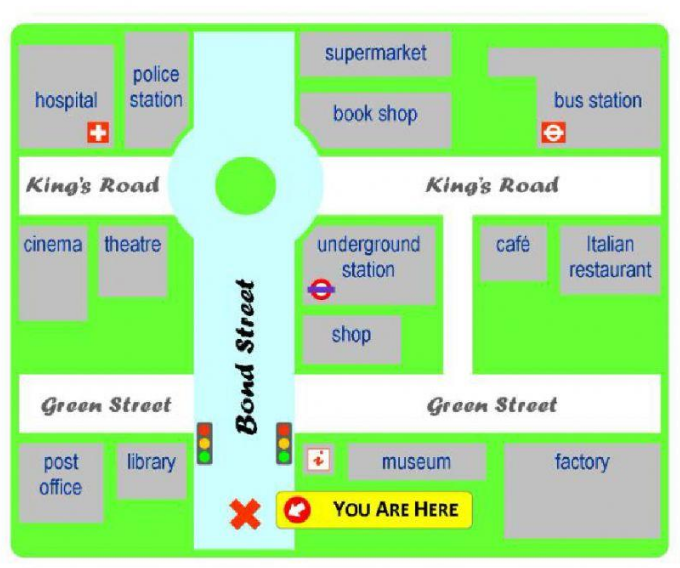 supermarket
police
station
hospital
book shop
bus station
King's Road
King's Road
cinema
theatre
underground
station
café
Italian
restaurant
Bond Street
shop
Green Street
Green Street
post
office
library
i
museum
factory
YOU ARE HERE